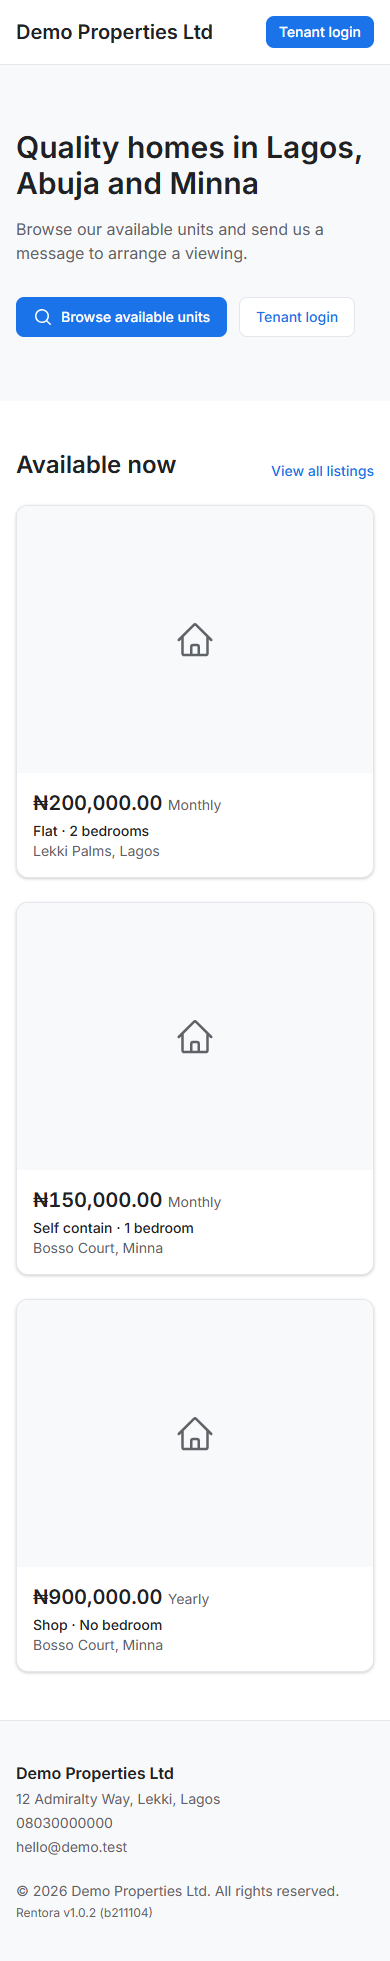 Demo Properties Ltd
Tenant login
Quality homes in Lagos,
Abuja and Minna
Browse our available units and send us a
message to arrange a viewing.
Browse available units
Tenant login
Available now
View all listings
₦200,000.00 Monthly
Flat · 2 bedrooms
Lekki Palms, Lagos
₦150,000.00 Monthly
Self contain · 1 bedroom
Bosso Court, Minna
₦900,000.00 Yearly
Shop · No bedroom
Bosso Court, Minna
Demo Properties Ltd
12 Admiralty Way, Lekki, Lagos
08030000000
hello@demo.test
© 2026 Demo Properties Ltd. All rights reserved.
Rentora v1.0.2 (b211104)